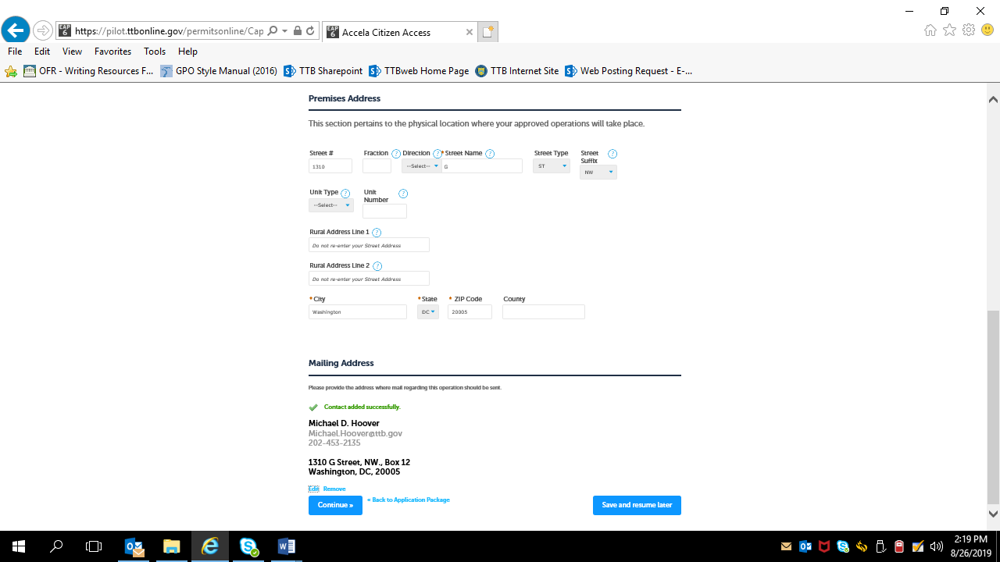 https://pilot.ttbonline.gov/permitsonline/Cap
EAP 6
Accela Citizen Access
File Edit View Favorites Tools Help
OFR - Writing Resources F... GPO Style Manual (2016) TTB Sharepoint TTBweb Home Page TTB Internet Site Web Posting Request - E-...
Premises Address
This section pertains to the physical location where your approved operations will take place.
Street # Fraction ? Direction ? * Street Name ? Street Type Street Suffix ?
1310 --Select-- G ST NW
Unit Type ? Unit Number ?
--Select--
Rural Address Line 1 ?
Do not re-enter your Street Address
Rural Address Line 2 ?
Do not re-enter your Street Address
* City * State * ZIP Code County
Washington DC 20005
Mailing Address
Please provide the address where mail regarding this operation should be sent.
Contact added successfully.
Michael D. Hoover
Michael.Hoover@ttb.gov
202-453-2135
1310 G Street, NW., Box 12
Washington, DC, 20005
Edit Remove
Continue » « Back to Application Package Save and resume later
2:19 PM
8/26/2019